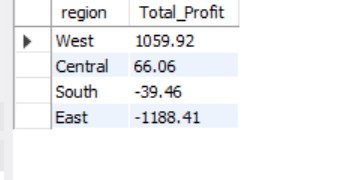 region Total_Profit
West 1059.92
Central 66.06
South -39.46
East -1188.41